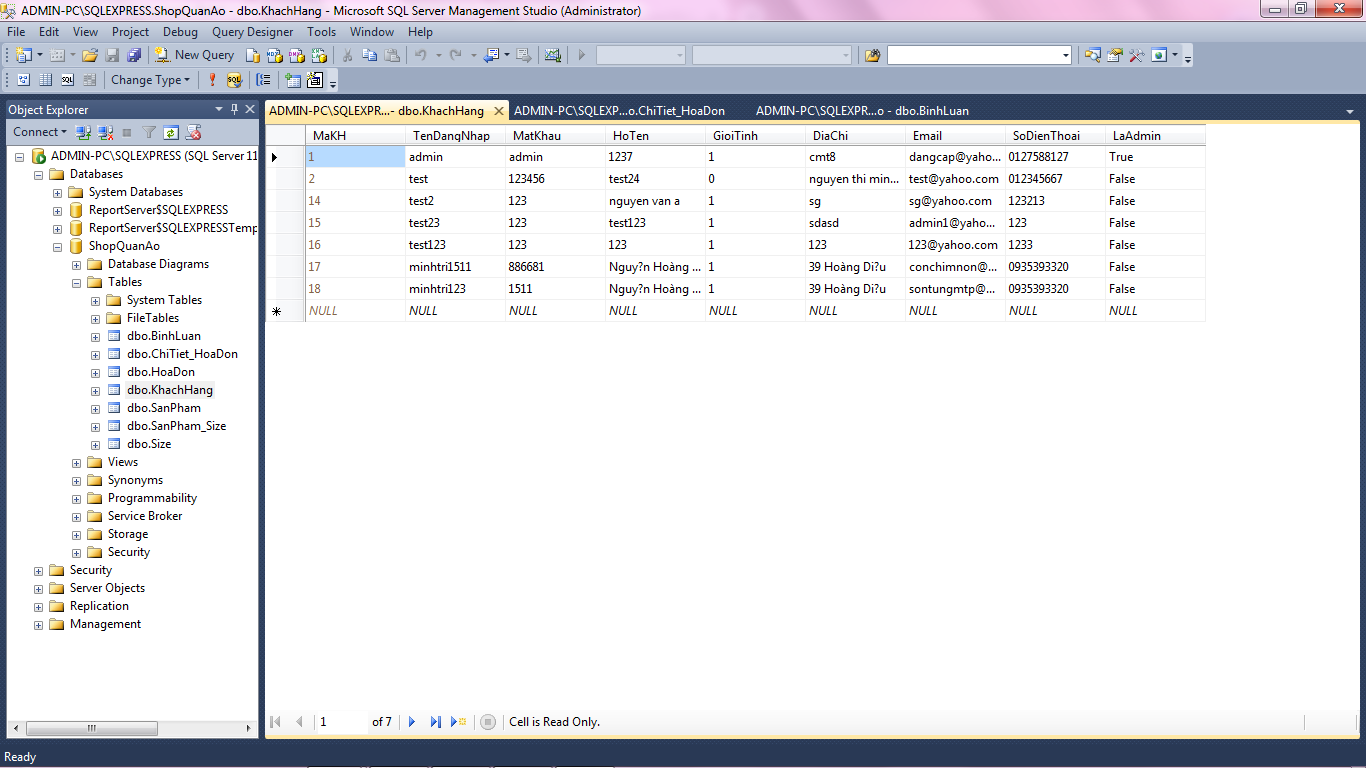 ADMIN-PC\SQLEXPRESS.ShopQuanAo - dbo.KhachHang - Microsoft SQL Server Management Studio (Administrator)
File Edit View Project Debug Query Designer Tools Window Help
New Query
Change Type
Object Explorer
Connect
ADMIN-PC\SQLEXPRESS (SQL Server 11
Databases
System Databases
ReportServer$SQLEXPRESS
ReportServer$SQLEXPRESSTemp
ShopQuanAo
Database Diagrams
Tables
System Tables
FileTables
dbo.BinhLuan
dbo.ChiTiet_HoaDon
dbo.HoaDon
dbo.KhachHang
dbo.SanPham
dbo.SanPham_Size
dbo.Size
Views
Synonyms
Programmability
Service Broker
Storage
Security
Security
Server Objects
Replication
Management
ADMIN-PC\SQLEXPR...- dbo.KhachHang ADMIN-PC\SQLEXP...o.ChiTiet_HoaDon ADMIN-PC\SQLEXPR...o - dbo.BinhLuan
MaKH TenDangNhap MatKhau HoTen GioiTinh DiaChi Email SoDienThoai LaAdmin
1 admin admin 1237 1 cmt8 dangcap@yaho... 0127588127 True
2 test 123456 test24 0 nguyen thi min... test@yahoo.com 012345667 False
14 test2 123 nguyen van a 1 sg sg@yahoo.com 123213 False
15 test23 123 test123 1 sdasd admin1@yaho... 123 False
16 test123 123 123 1 123 123@yahoo.com 1233 False
17 minhtri1511 886681 Nguy?n Hoàng ... 1 39 Hoàng Di?u conchimnon@... 0935393320 False
18 minhtri123 1511 Nguy?n Hoàng ... 1 39 Hoàng Di?u sontungmtp@... 0935393320 False
NULL NULL NULL NULL NULL NULL NULL NULL NULL
1 of 7 Cell is Read Only.
Ready